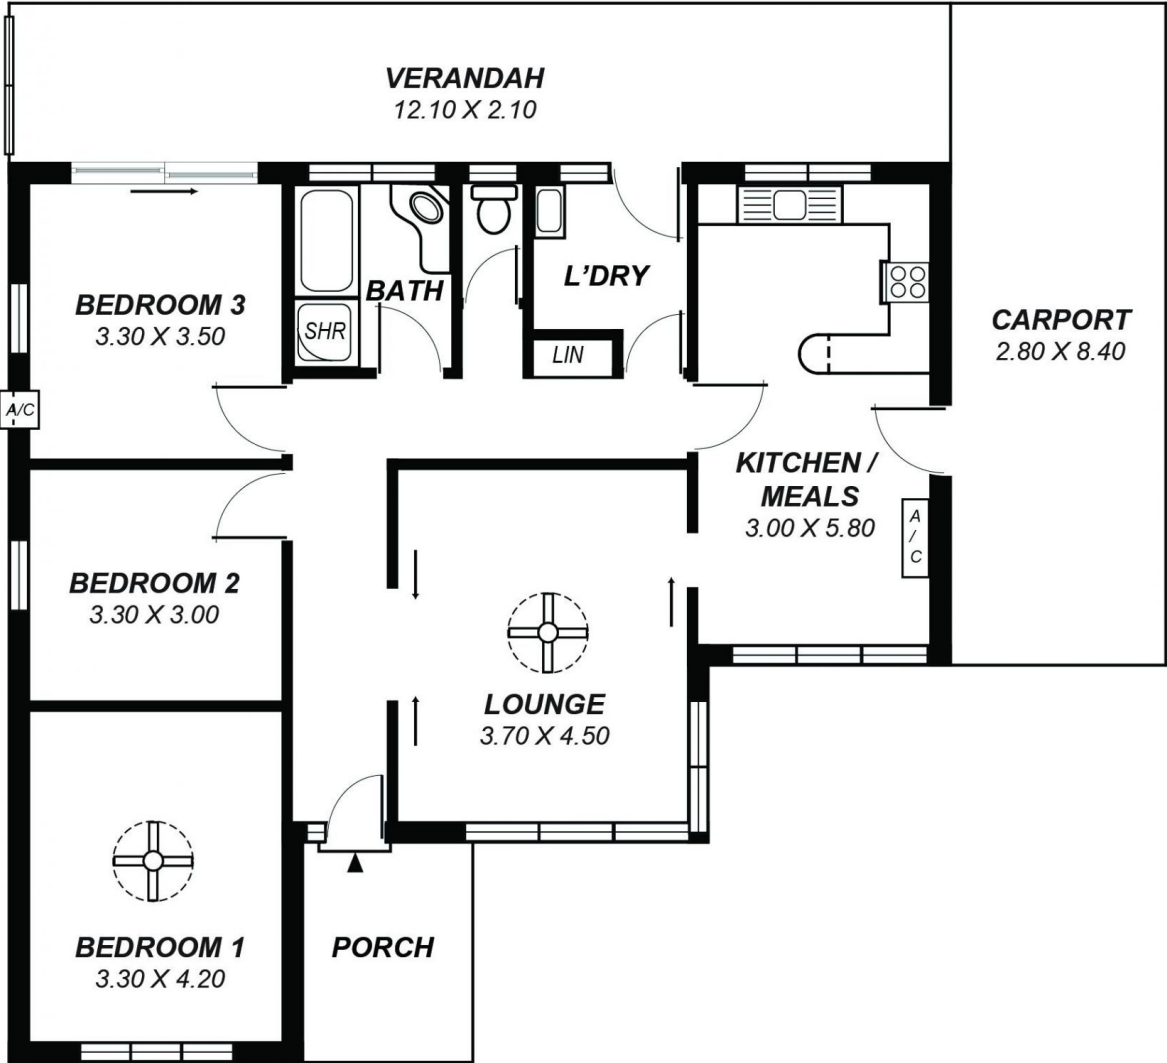 VERANDAH
12.10 X 2.10
BEDROOM 3
3.30 X 3.50
BATH
SHR
L'DRY
LIN
CARPORT
2.80 X 8.40
A/C
KITCHEN /
MEALS
3.00 X 5.80
A
/
C
BEDROOM 2
3.30 X 3.00
LOUNGE
3.70 X 4.50
BEDROOM 1
3.30 X 4.20
PORCH